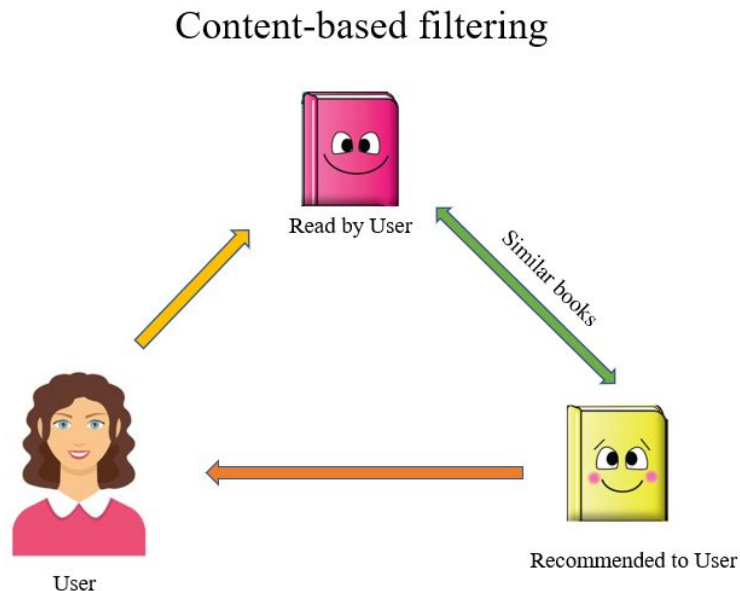 Content-based filtering
Read by User
Similar books
Recommended to User
User